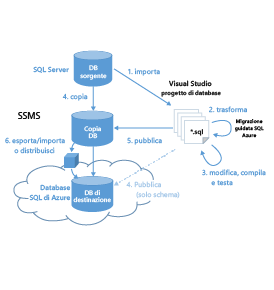 DB
sorgente
SQL Server
1. importa
Visual Studio
progetto di database
4. copia
2. trasforma
SSMS
Copia
DB
*.sql
Migrazione
guidata SQL
Azure
5. pubblica
6. esporta/importa
o distribuisci
3. modifica, compila
e testa
Database
SQL di Azure
DB di
destinazione
4. Pubblica
(solo schema)